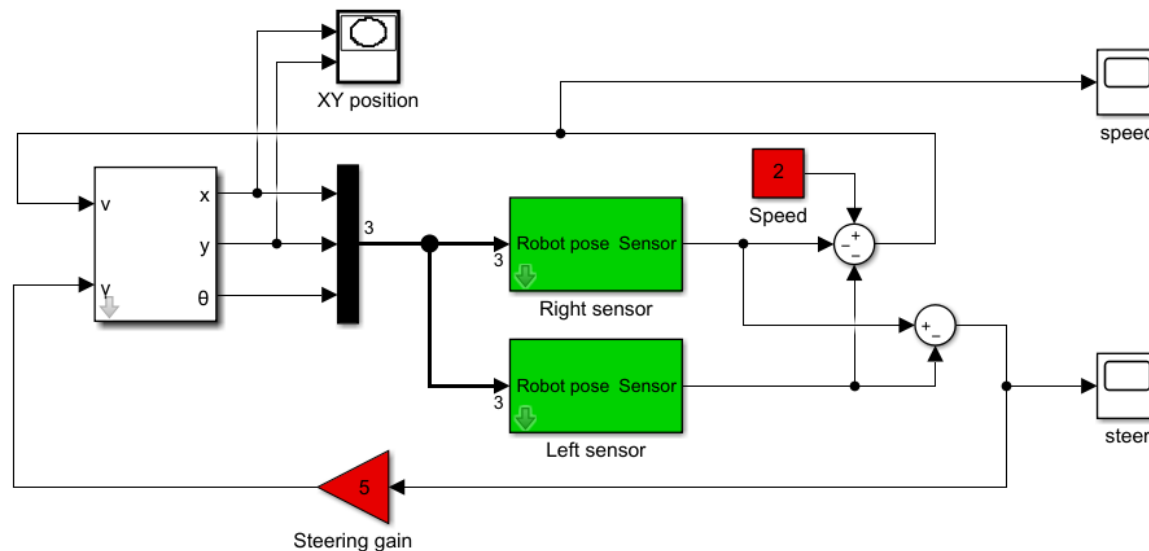 XY position
speed
v
x
y
θ
γ
3
2
Speed
+
−
−
3
Robot pose Sensor
Right sensor
+
−
3
Robot pose Sensor
Left sensor
steer
5
Steering gain